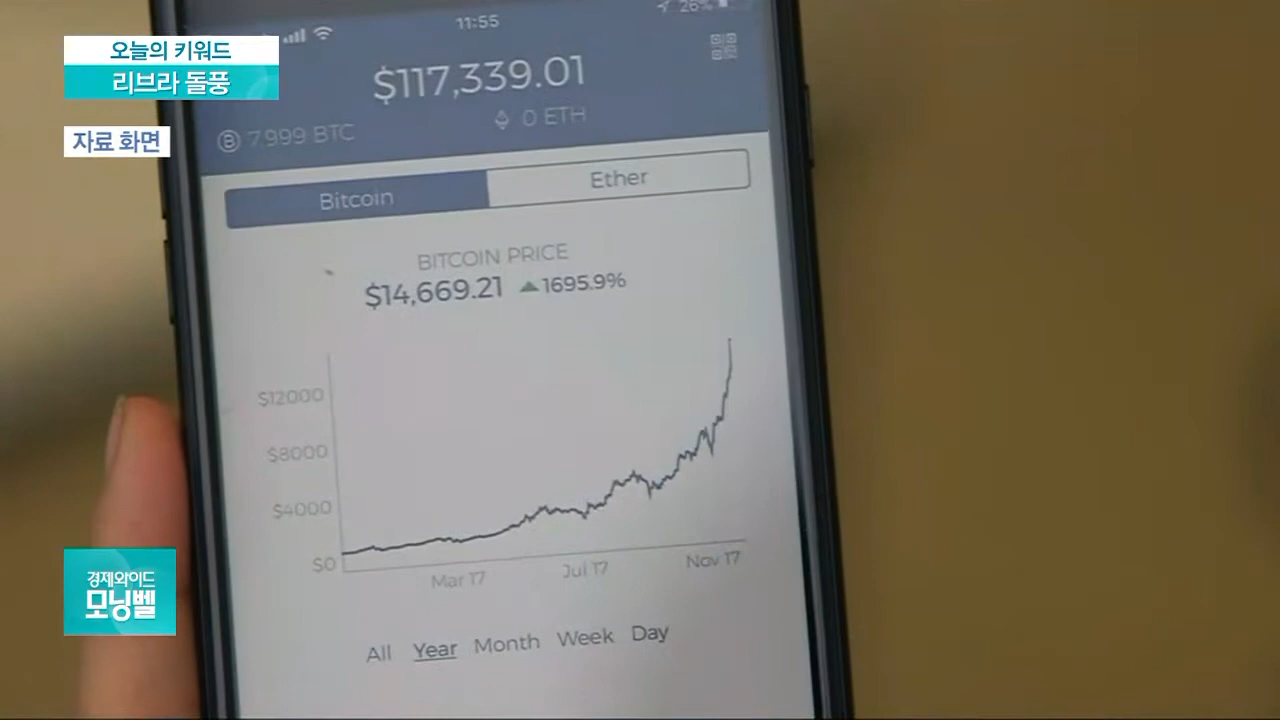 오늘의 키워드
리브라 돌풍
자료 화면
11:55
26%
$117,339.01
7.999 BTC
0 ETH
Bitcoin
Ether
BITCOIN PRICE
$14,669.21 ▲1695.9%
$12000
$8000
$4000
$0
Mar 17
Jul 17
Nov 17
All Year Month Week Day
경제와이드
모닝벨